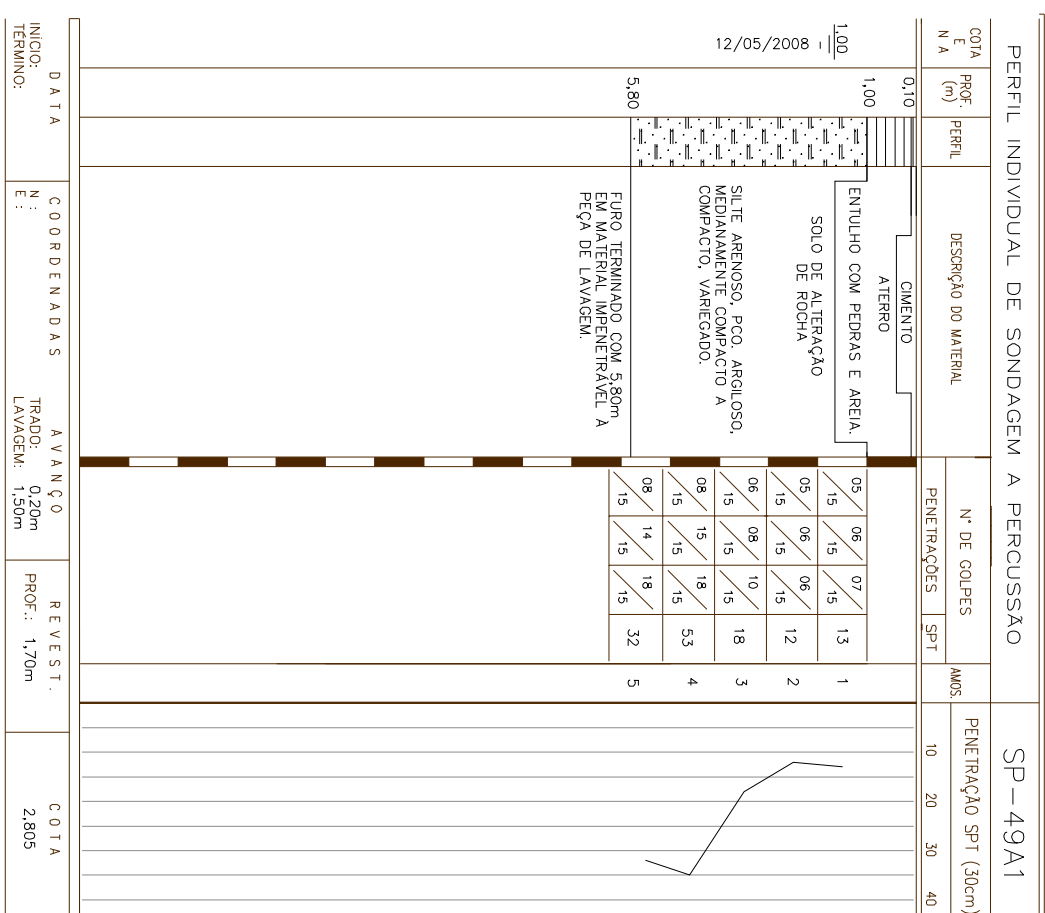 PERFIL INDIVIDUAL DE SONDAGEM A PERCUSSÃO
SP-49A1
COTA
E
N A
PROF.
(m)
PERFIL
DESCRIÇÃO DO MATERIAL
N° DE GOLPES
PENETRAÇÕES
SPT
AMOS.
PENETRAÇÃO SPT (30cm)
10
20
30
40
0,10
CIMENTO
ATERRO
ENTULHO COM PEDRAS E AREIA.
1,00
1,00
12/05/2008
SOLO DE ALTERAÇÃO
DE ROCHA
SILTE ARENOSO, PCO. ARGILOSO,
MEDIANAMENTE COMPACTO A
COMPACTO, VARIEGADO.
5,80
FURO TERMINADO COM 5,80m
EM MATERIAL IMPENETRÁVEL À
PEÇA DE LAVAGEM.
05/15 06/15 07/15 13 1
05/15 06/15 06/15 12 2
06/15 08/15 10/15 18 3
08/15 15/15 18/15 53 4
08/15 14/15 18/15 32 5
DATA
INÍCIO:
TÉRMINO:
COORDENADAS
N :
E :
AVANÇO
TRADO: 0,20m
LAVAGEM: 1,50m
REVEST.
PROF.: 1,70m
COTA
2,805